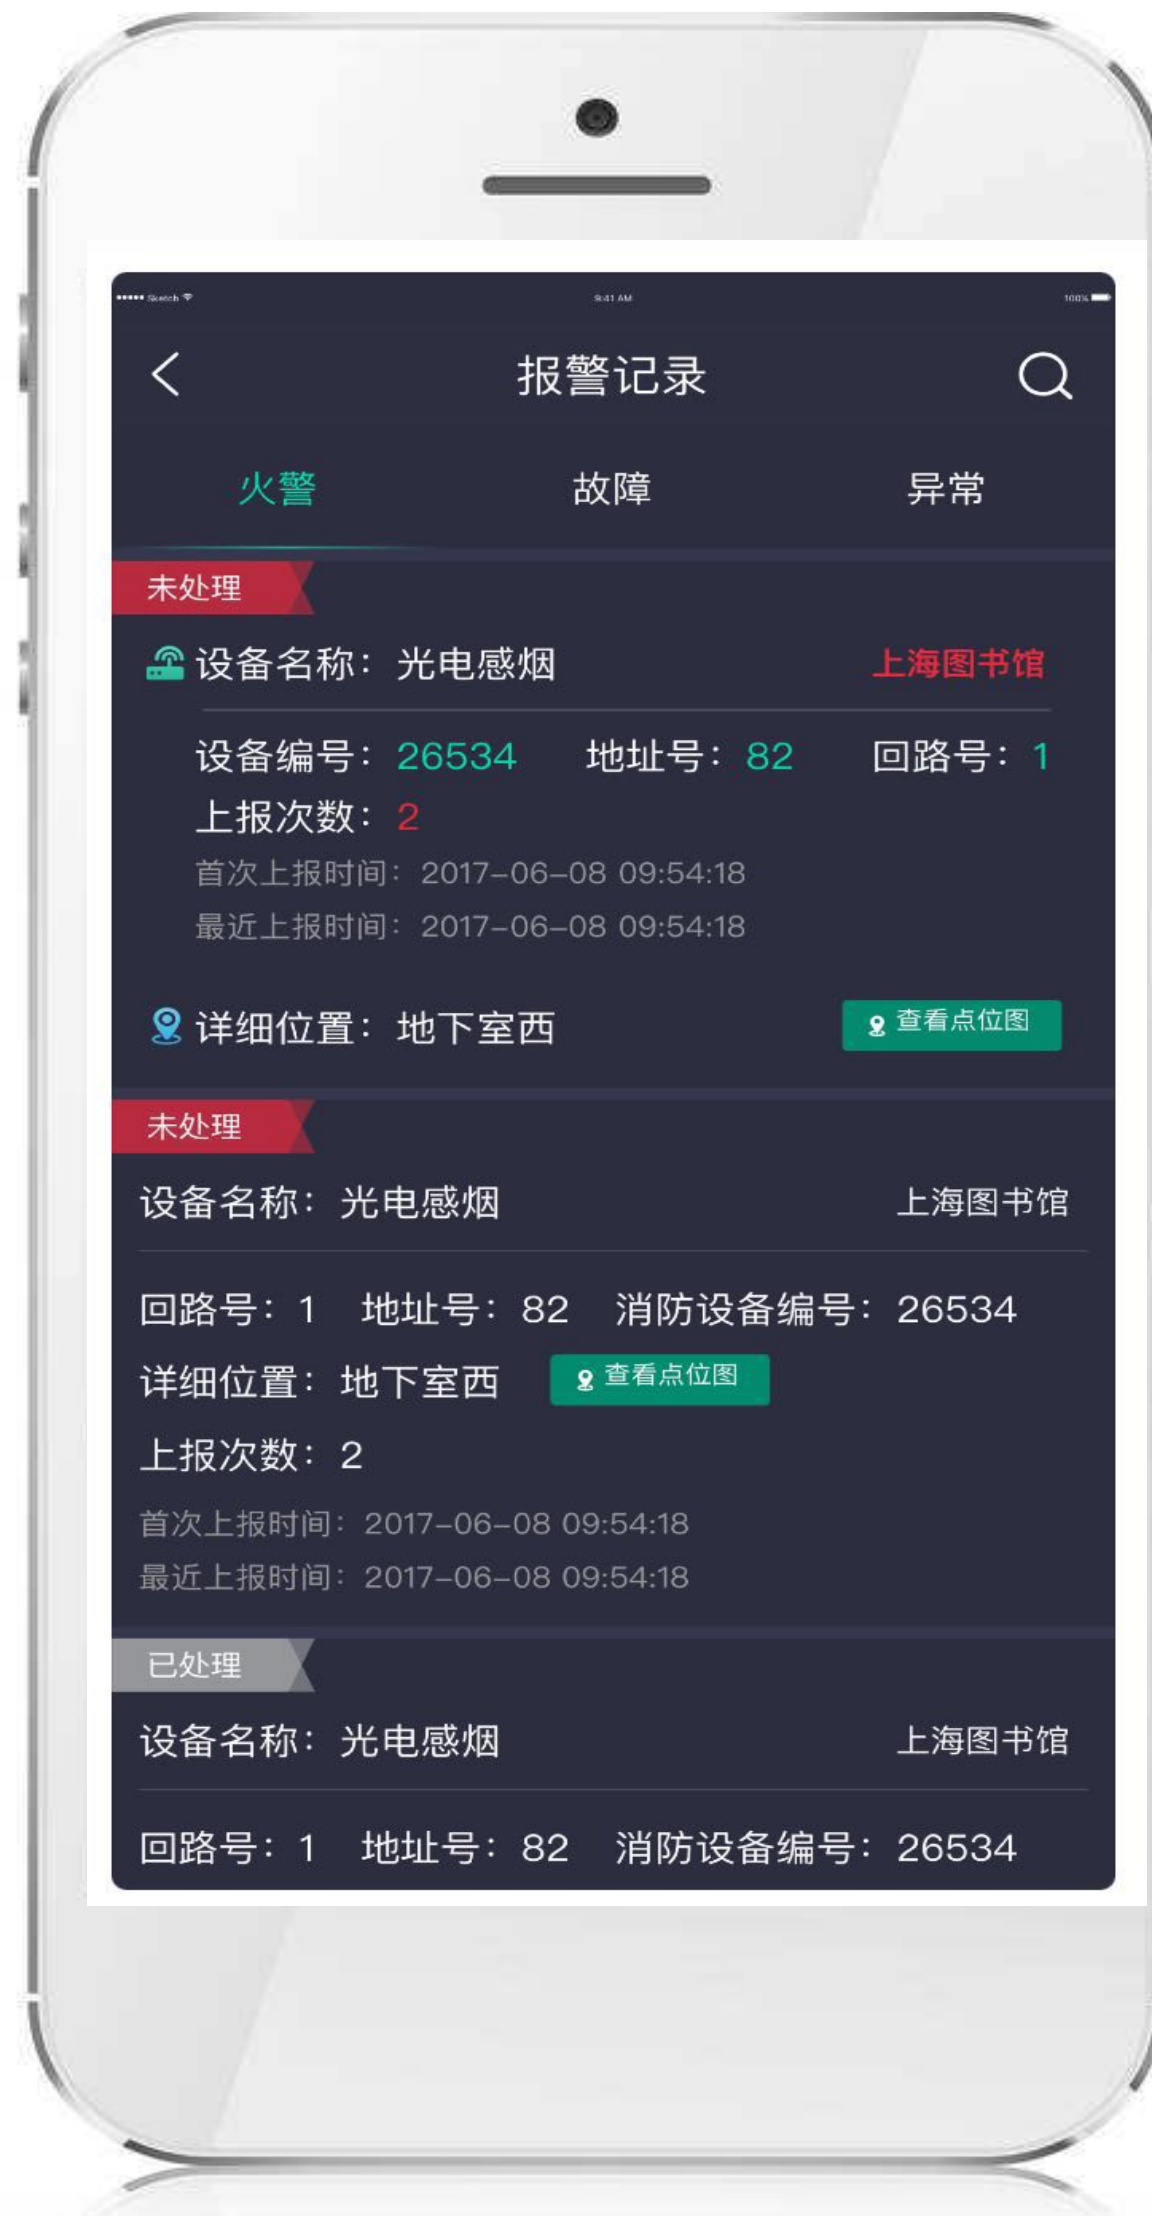 Sketch 9:41 AM 100%
报警记录
火警 故障 异常
未处理
设备名称：光电感烟 上海图书馆
设备编号：26534 地址号：82 回路号：1
上报次数：2
首次上报时间：2017-06-08 09:54:18
最近上报时间：2017-06-08 09:54:18
详细位置：地下室西 查看点位图
未处理
设备名称：光电感烟 上海图书馆
回路号：1 地址号：82 消防设备编号：26534
详细位置：地下室西 查看点位图
上报次数：2
首次上报时间：2017-06-08 09:54:18
最近上报时间：2017-06-08 09:54:18
已处理
设备名称：光电感烟 上海图书馆
回路号：1 地址号：82 消防设备编号：26534